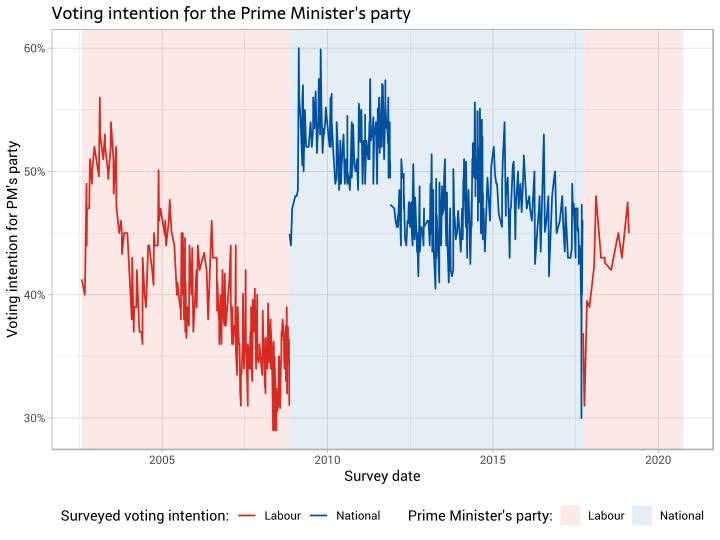 Voting intention for the Prime Minister's party
Voting intention for PM's party
60%
50%
40%
30%
2005
2010
2015
2020
Survey date
Surveyed voting intention: Labour National Prime Minister's party: Labour National